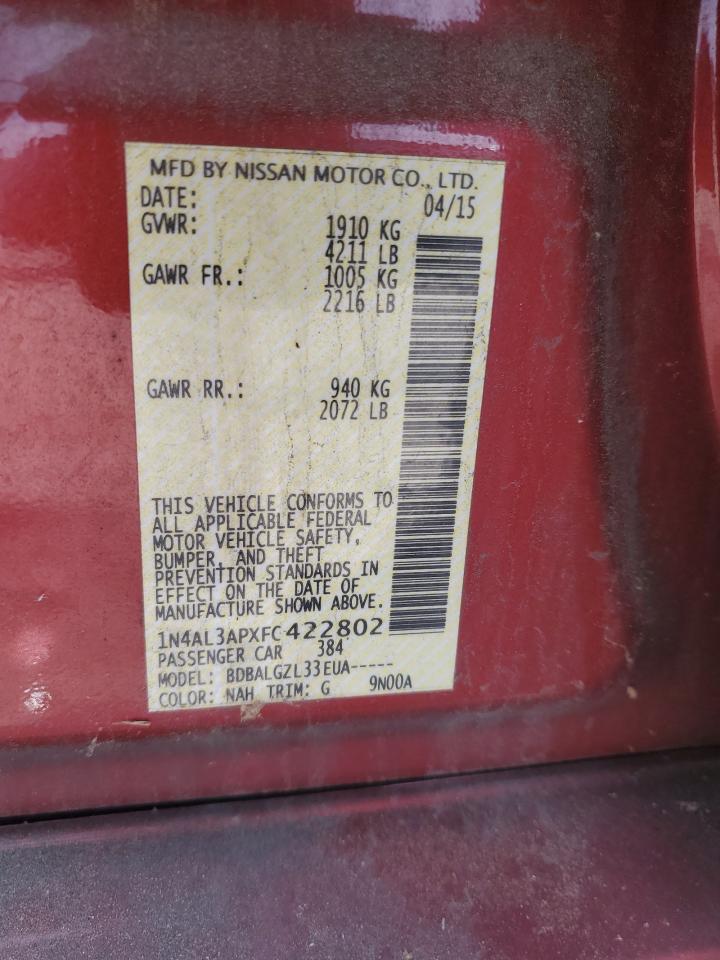 MFD BY NISSAN MOTOR CO., LTD.
DATE: 04/15
GVWR: 1910 KG
4211 LB
GAWR FR.: 1005 KG
2216 LB
GAWR RR.: 940 KG
2072 LB
THIS VEHICLE CONFORMS TO
ALL APPLICABLE FEDERAL
MOTOR VEHICLE SAFETY,
BUMPER, AND THEFT
PREVENTION STANDARDS IN
EFFECT ON THE DATE OF
MANUFACTURE SHOWN ABOVE.
1N4AL3APXFC422802
PASSENGER CAR 384
MODEL: BDBALGZL33EUA-----
COLOR: NAH TRIM: G 9N00A